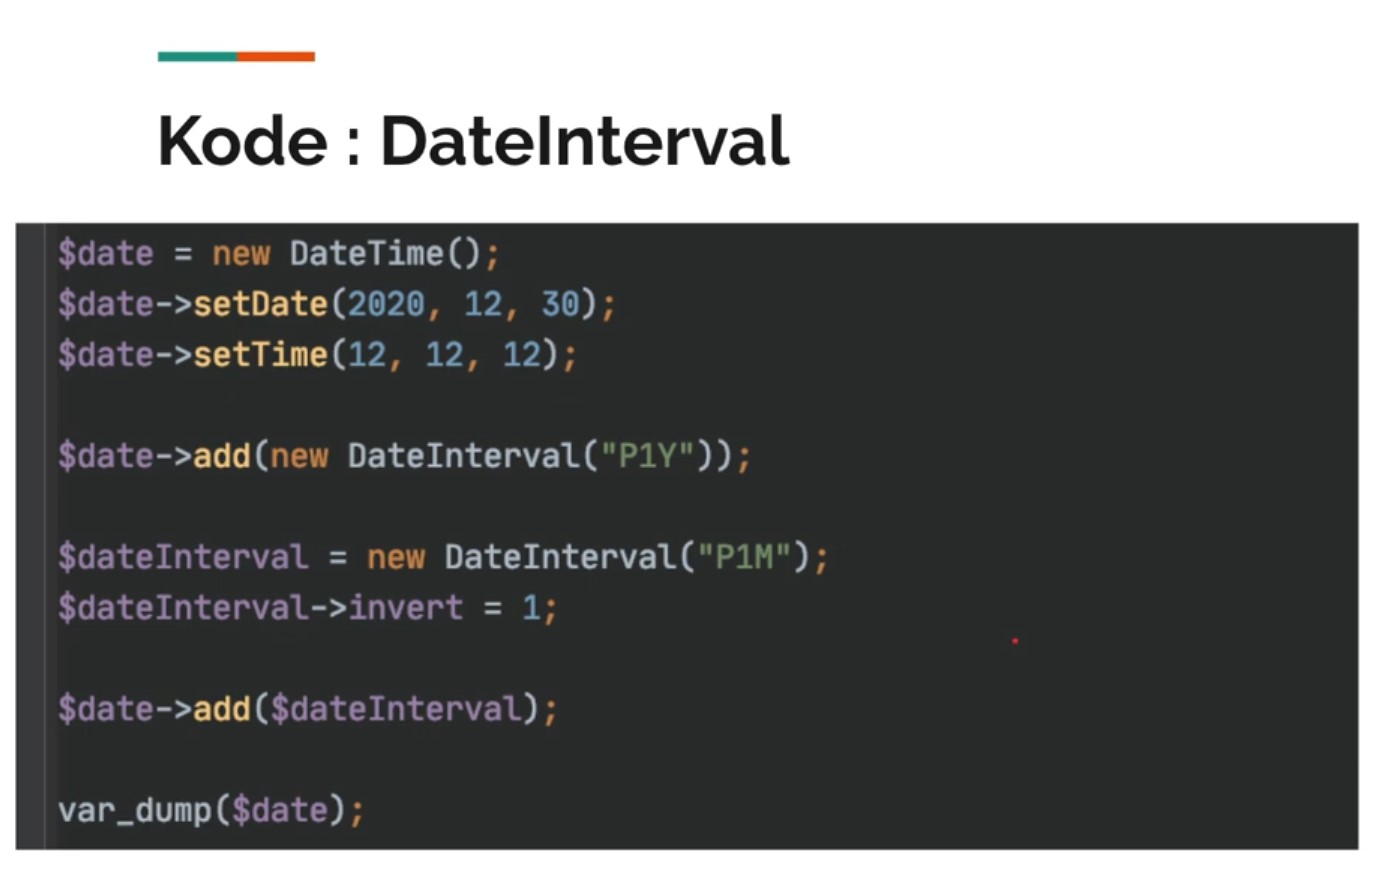 Kode : DateInterval
$date = new DateTime();
$date->setDate(2020, 12, 30);
$date->setTime(12, 12, 12);
$date->add(new DateInterval("P1Y"));
$dateInterval = new DateInterval("P1M");
$dateInterval->invert = 1;
$date->add($dateInterval);
var_dump($date);